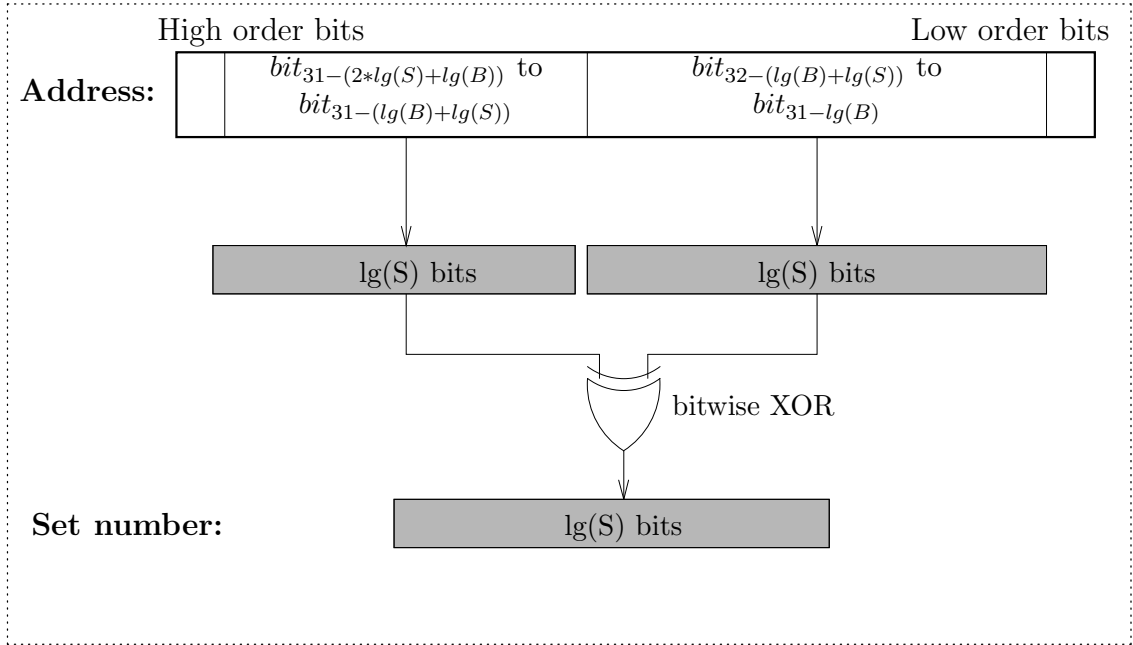 High order bits Low order bits
Address:
bit_{31−(2∗lg(S)+lg(B))} to
bit_{31−(lg(B)+lg(S))}
bit_{32−(lg(B)+lg(S))} to
bit_{31−lg(B)}
lg(S) bits lg(S) bits
bitwise XOR
Set number: lg(S) bits